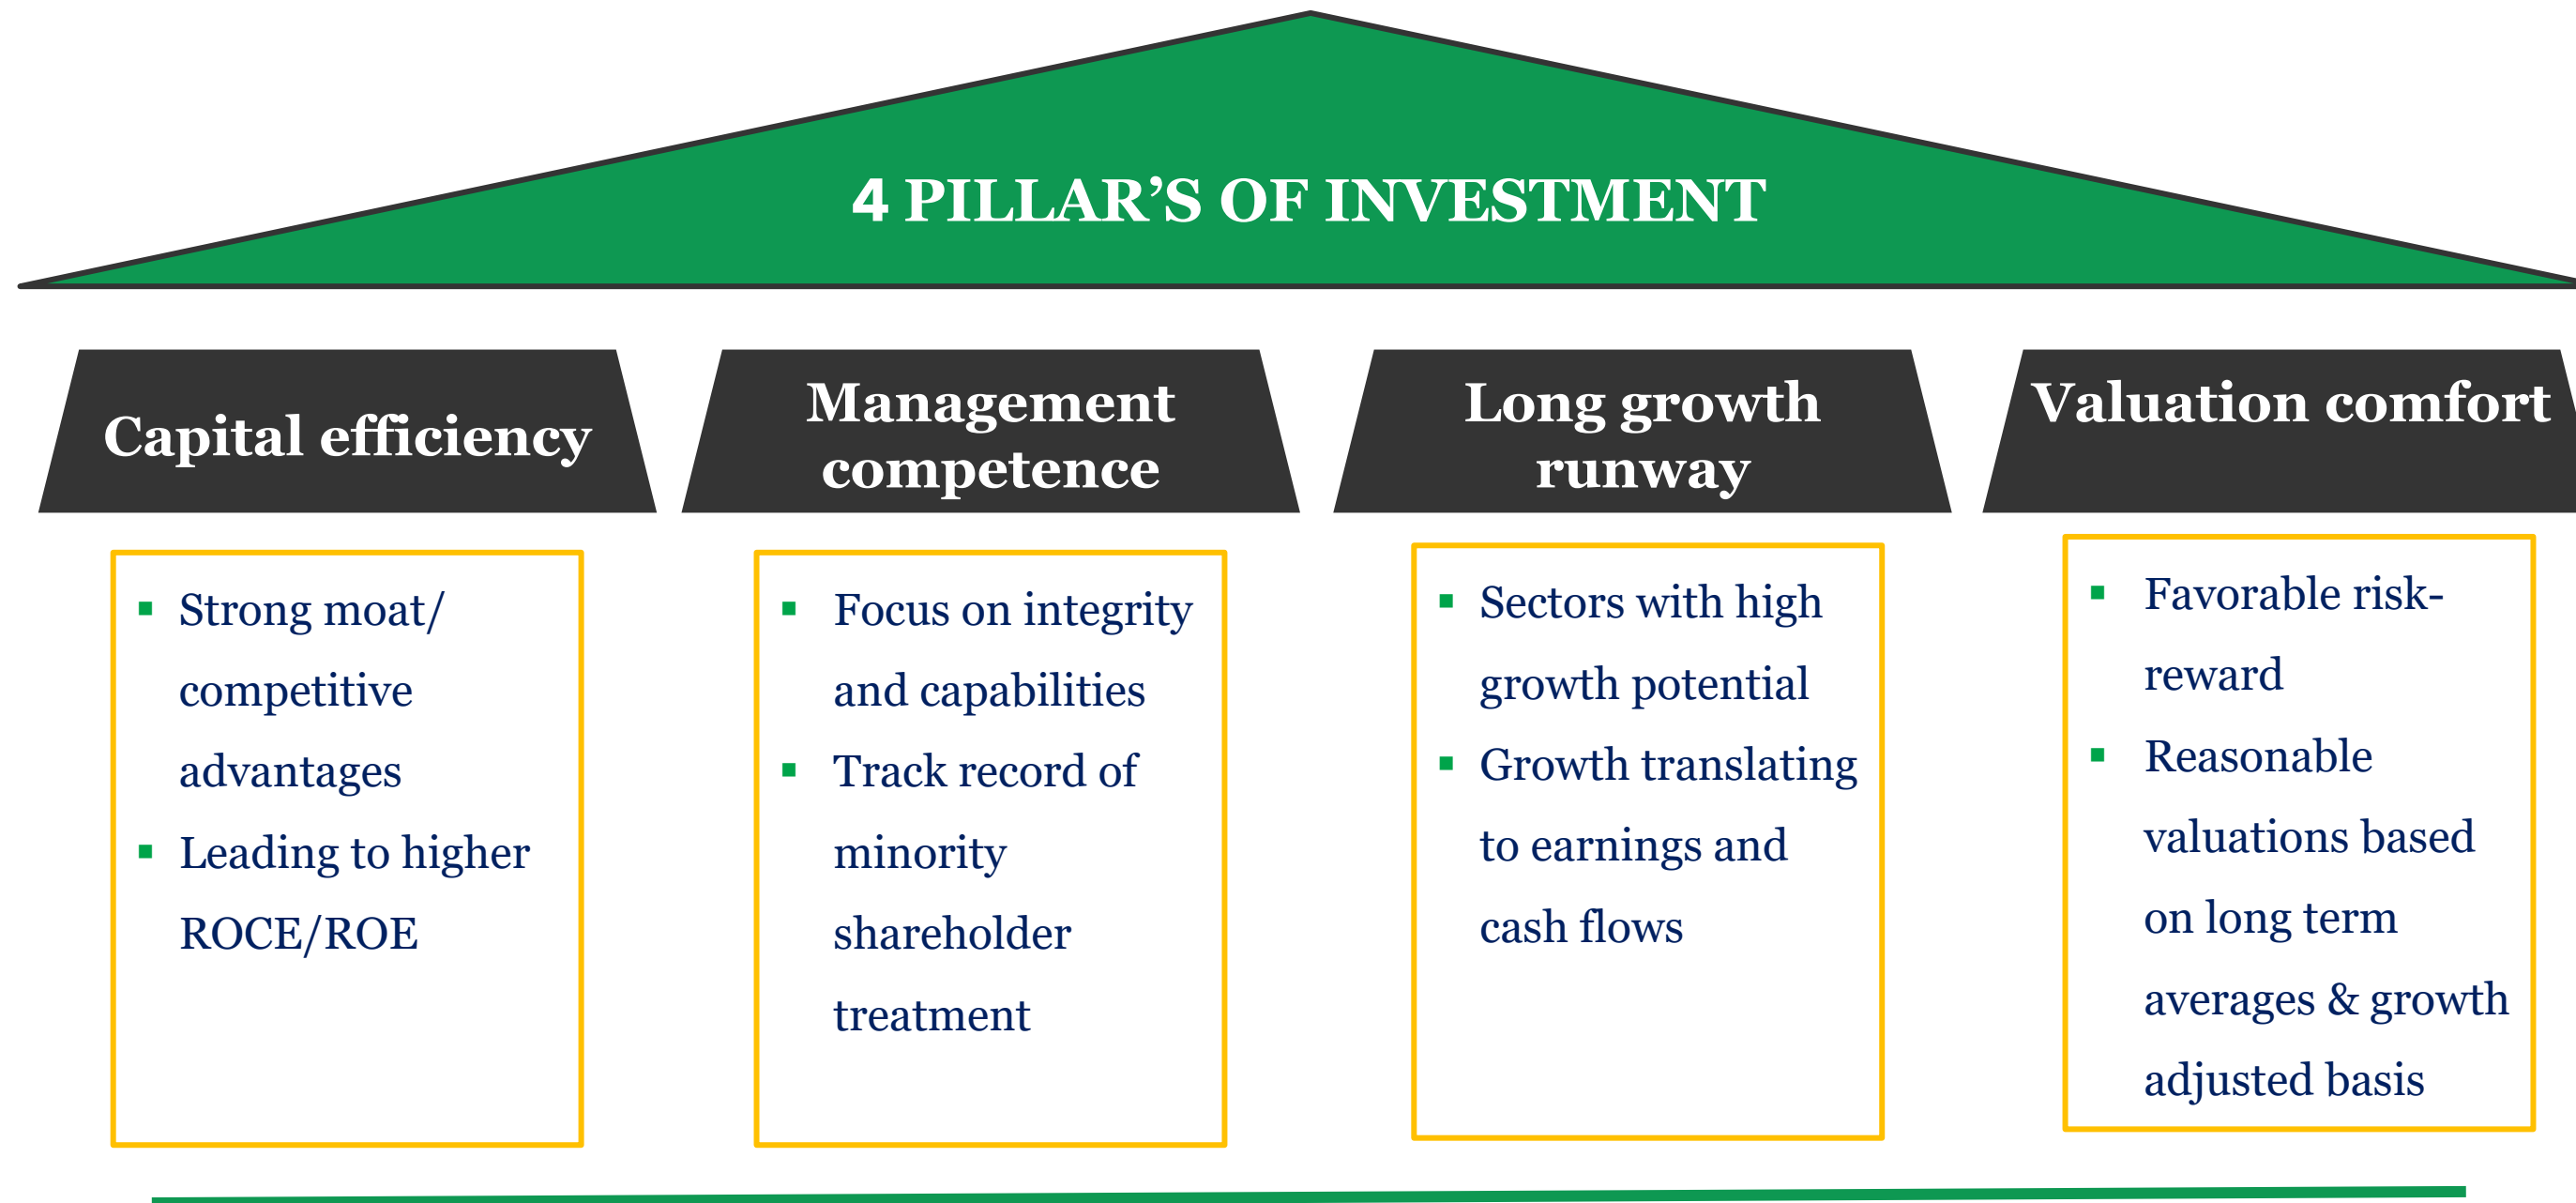 4 PILLAR’S OF INVESTMENT
Capital efficiency
Strong moat/
competitive
advantages
Leading to higher
ROCE/ROE
Management
competence
Focus on integrity
and capabilities
Track record of
minority
shareholder
treatment
Long growth
runway
Sectors with high
growth potential
Growth translating
to earnings and
cash flows
Valuation comfort
Favorable risk-
reward
Reasonable
valuations based
on long term
averages & growth
adjusted basis